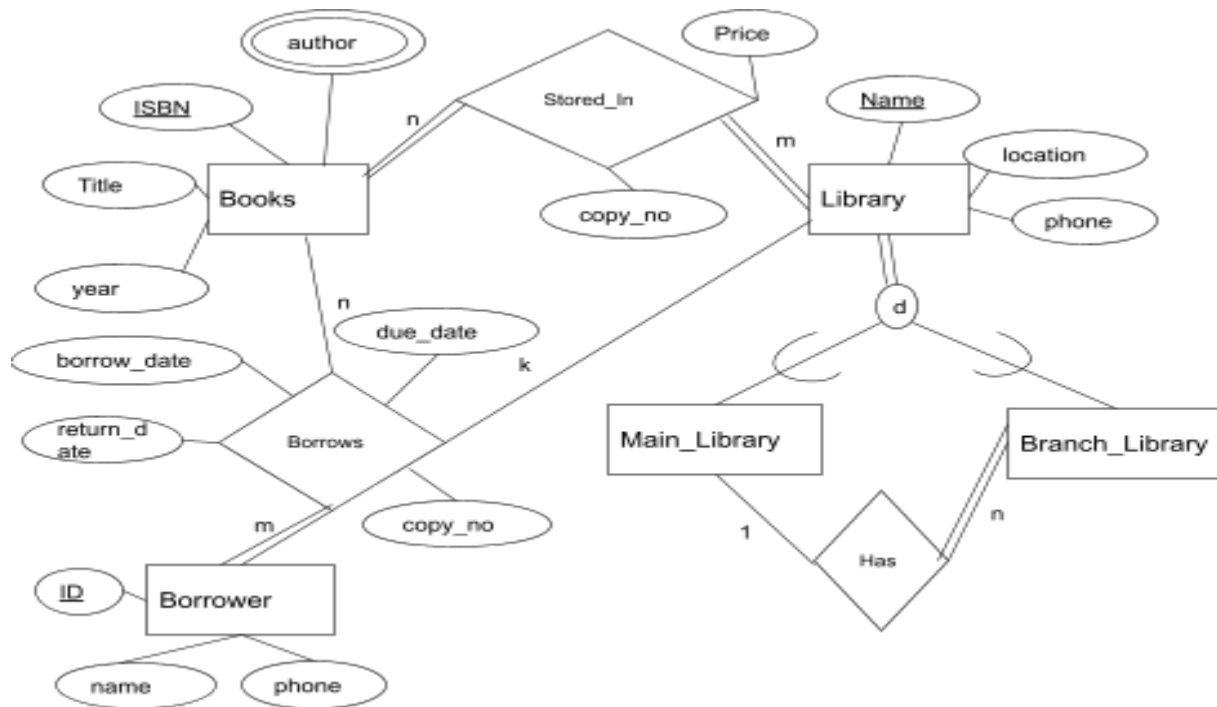 author
Price
ISBN
Stored_In
Name
n
m
location
Title
Books
Library
copy_no
phone
year
n
due_date
d
borrow_date
k
return_d
ate
Borrows
Main_Library
Branch_Library
m
copy_no
1
n
Has
ID
Borrower
name
phone